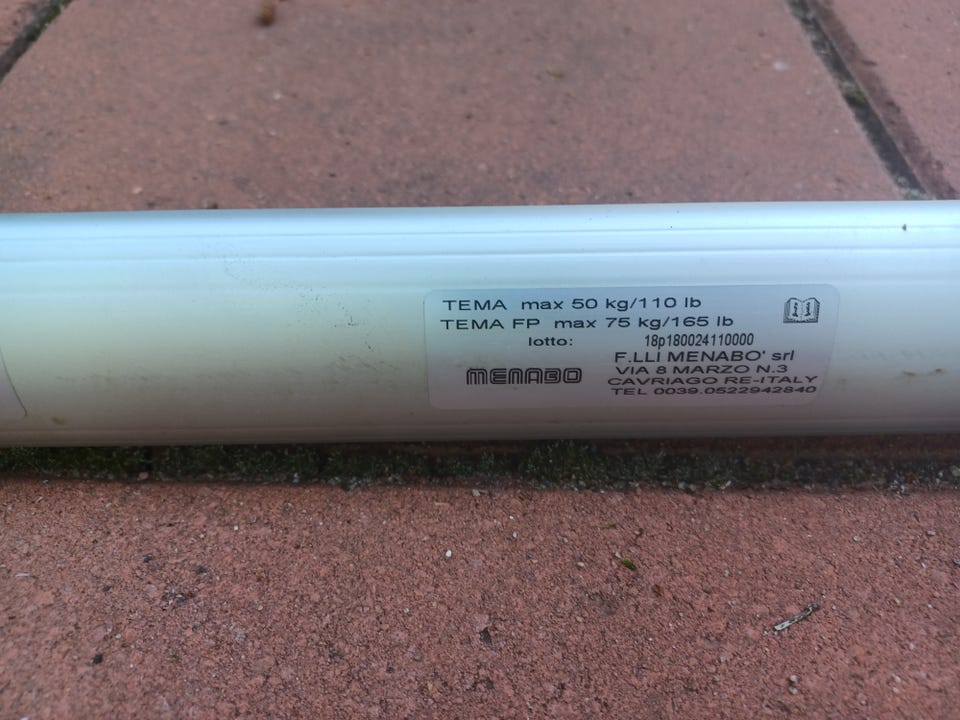 TEMA max 50 kg/110 lb
TEMA FP max 75 kg/165 lb
lotto: 18p180024110000
MENABO
F.LLI MENABO' srl
VIA 8 MARZO N.3
CAVRIAGO RE-ITALY
TEL 0039.0522942840